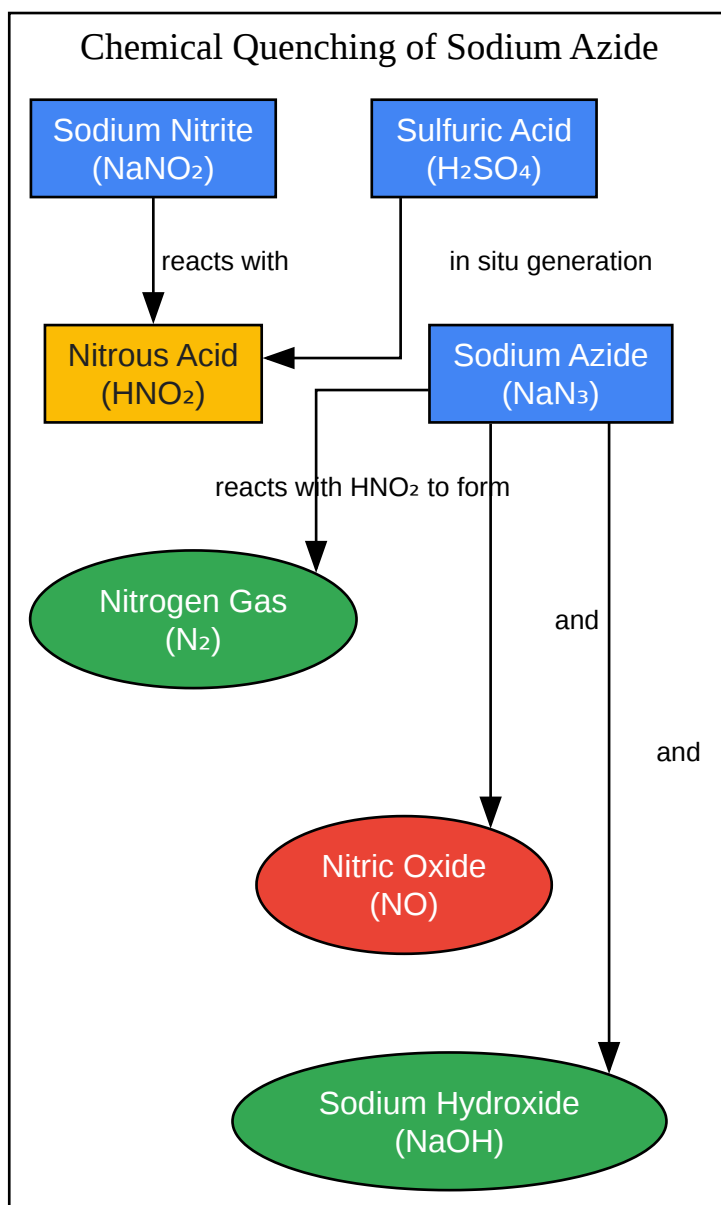 Chemical Quenching of Sodium Azide
Sodium Nitrite
(NaNO₂)
Sulfuric Acid
(H₂SO₄)
reacts with
in situ generation
Nitrous Acid
(HNO₂)
Sodium Azide
(NaN₃)
reacts with HNO₂ to form
Nitrogen Gas
(N₂)
and
and
Nitric Oxide
(NO)
Sodium Hydroxide
(NaOH)